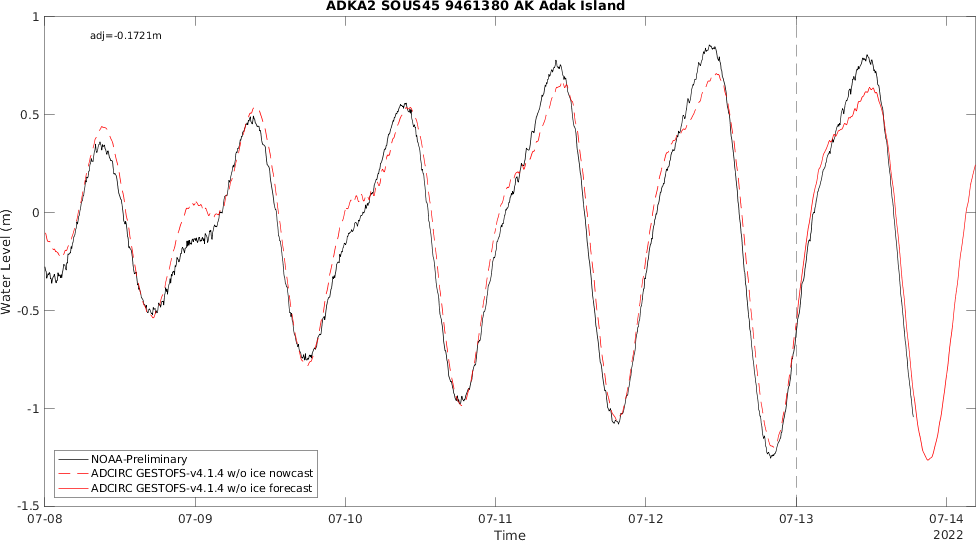 ADKA2 SOUS45 9461380 AK Adak Island
adj=-0.1721m
1
0.5
0
-0.5
-1
-1.5
Water Level (m)
NOAA-Preliminary
ADCIRC GESTOFS-v4.1.4 w/o ice nowcast
ADCIRC GESTOFS-v4.1.4 w/o ice forecast
07-08 07-09 07-10 07-11 07-12 07-13 07-14
Time
2022